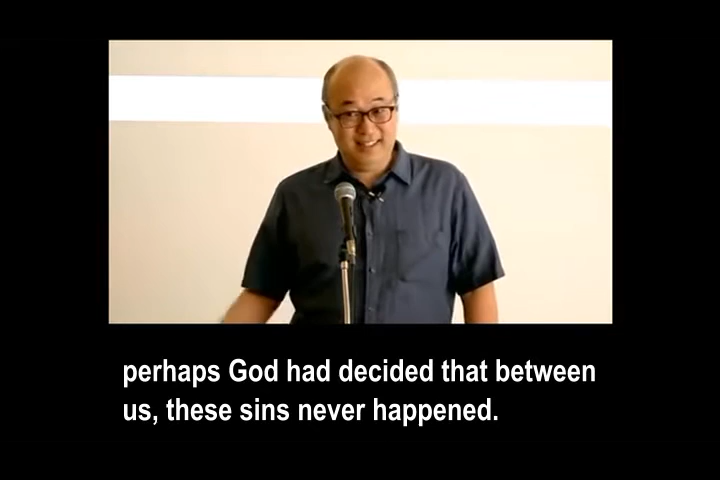 perhaps God had decided that between
us, these sins never happened.